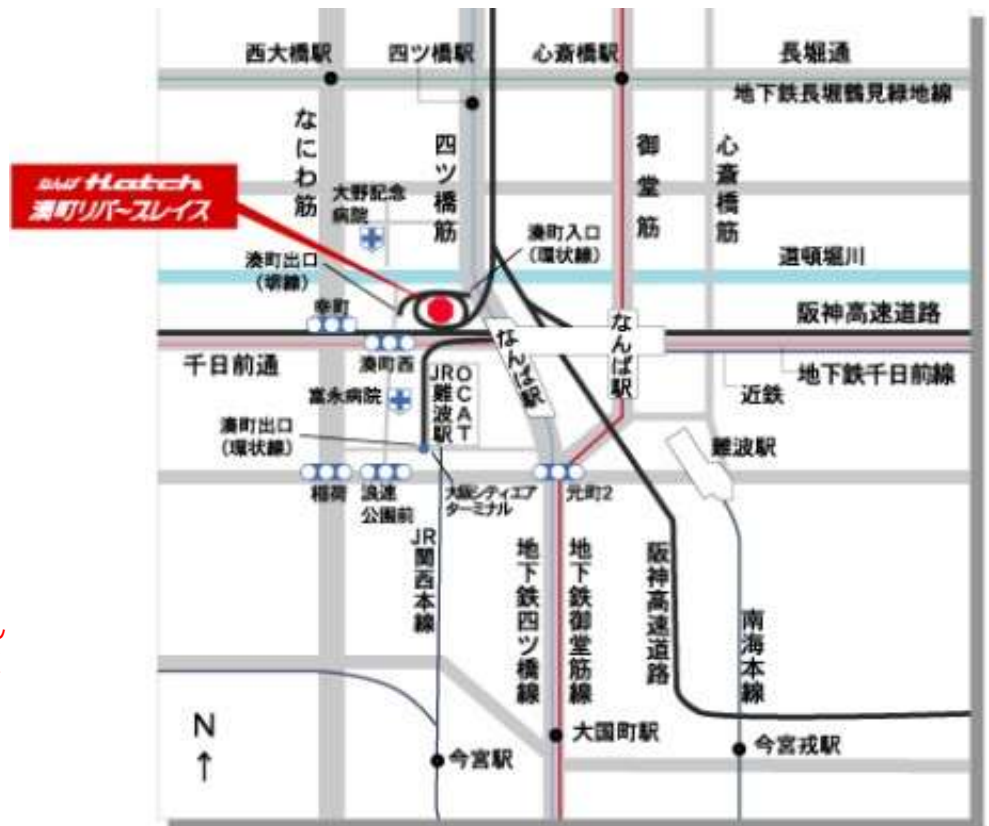 西大橋駅
四ツ橋駅
心斎橋駅
長堀通
地下鉄長堀鶴見緑地線
なにわ筋
四ツ橋筋
御堂筋
心斎橋筋
なんばHatch
湊町リバープレイス
大野記念
病院
湊町入口
(環状線)
道頓堀川
湊町出口
(堺線)
幸町
阪神高速道路
なんば駅
なんば駅
千日前通
湊町西
地下鉄千日前線
近鉄
富永病院
JR難波駅
OCAT
湊町出口
(環状線)
難波駅
稲荷
浪速
公園前
大阪シティエア
ターミナル
元町2
JR関西本線
地下鉄四ツ橋線
地下鉄御堂筋線
阪神高速道路
南海本線
N
↑
今宮駅
大国町駅
今宮戎駅